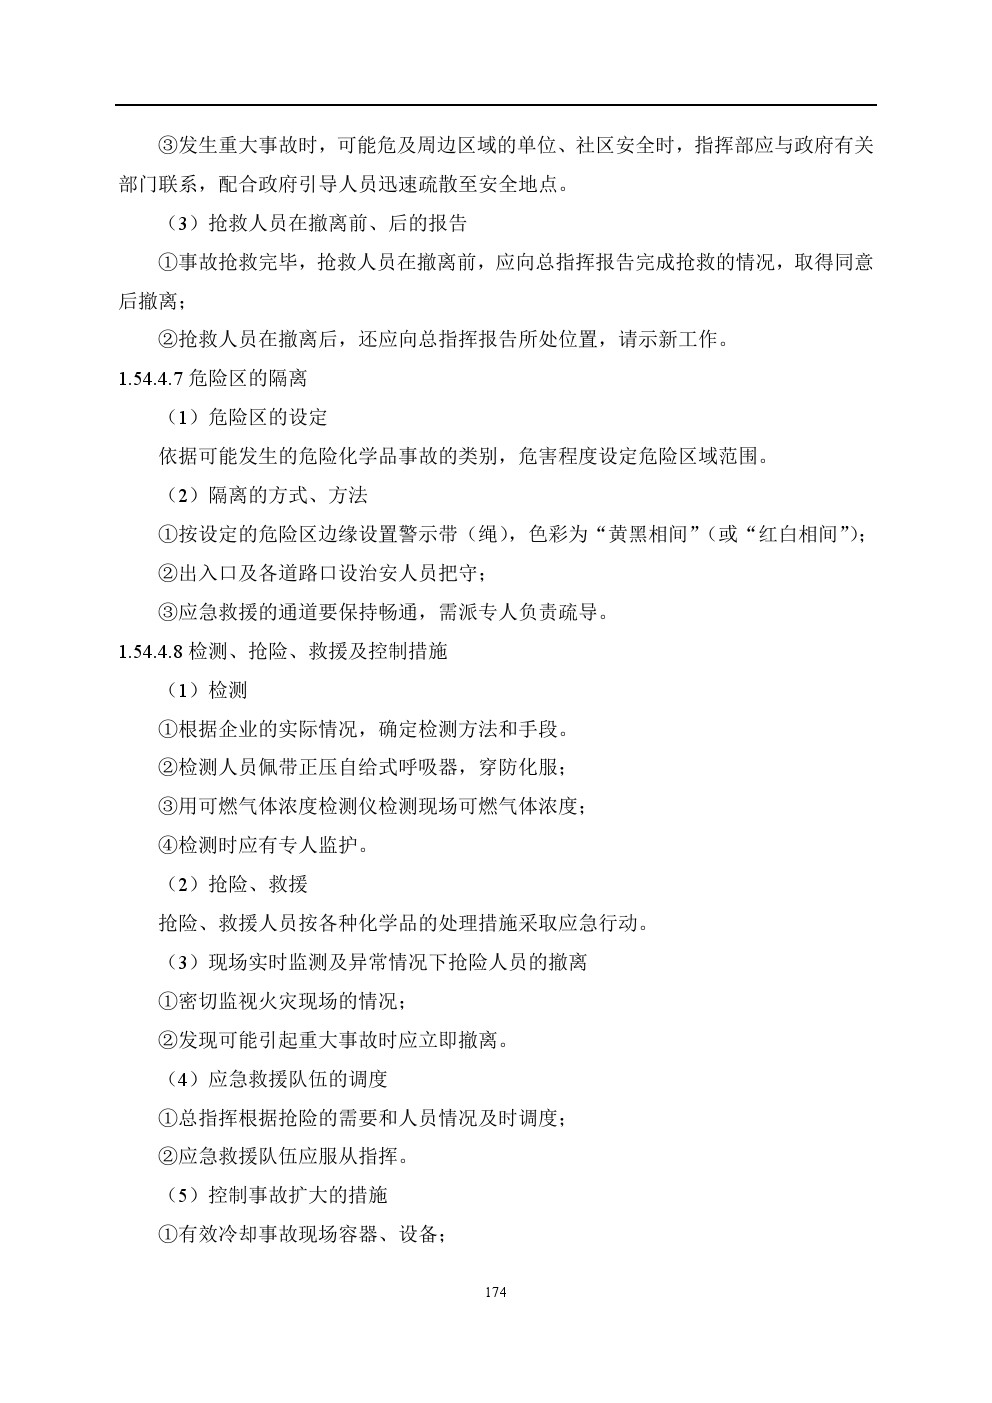 ③发生重大事故时，可能危及周边区域的单位、社区安全时，指挥部应与政府有关
部门联系，配合政府引导人员迅速疏散至安全地点。
（3）抢救人员在撤离前、后的报告
①事故抢救完毕，抢救人员在撤离前，应向总指挥报告完成抢救的情况，取得同意
后撤离；
②抢救人员在撤离后，还应向总指挥报告所处位置，请示新工作。
1.54.4.7 危险区的隔离
（1）危险区的设定
依据可能发生的危险化学品事故的类别，危害程度设定危险区域范围。
（2）隔离的方式、方法
①按设定的危险区边缘设置警示带（绳），色彩为“黄黑相间”（或“红白相间”）；
②出入口及各道路口设治安人员把守；
③应急救援的通道要保持畅通，需派专人负责疏导。
1.54.4.8 检测、抢险、救援及控制措施
（1）检测
①根据企业的实际情况，确定检测方法和手段。
②检测人员佩带正压自给式呼吸器，穿防化服；
③用可燃气体浓度检测仪检测现场可燃气体浓度；
④检测时应有专人监护。
（2）抢险、救援
抢险、救援人员按各种化学品的处理措施采取应急行动。
（3）现场实时监测及异常情况下抢险人员的撤离
①密切监视火灾现场的情况；
②发现可能引起重大事故时应立即撤离。
（4）应急救援队伍的调度
①总指挥根据抢险的需要和人员情况及时调度；
②应急救援队伍应服从指挥。
（5）控制事故扩大的措施
①有效冷却事故现场容器、设备；
174